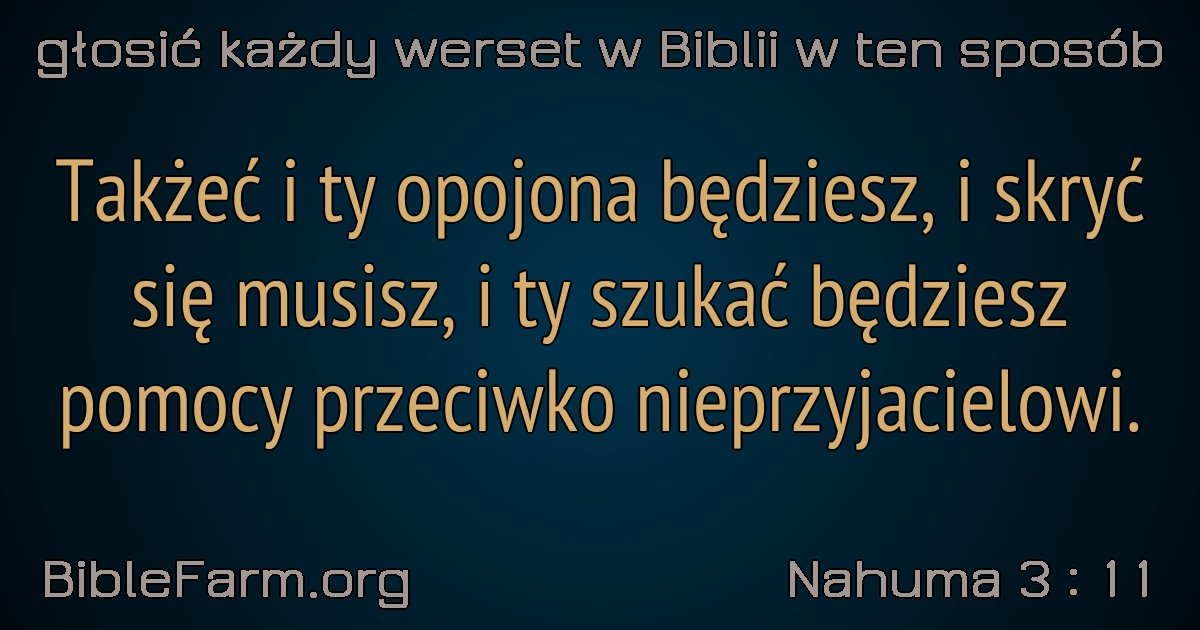 głosić każdy werset w Biblii w ten sposób
Takżeć i ty opojona będziesz, i skryć
się musisz, i ty szukać będziesz
pomocy przeciwko nieprzyjacielowi.
BibleFarm.org
Nahuma 3 : 11